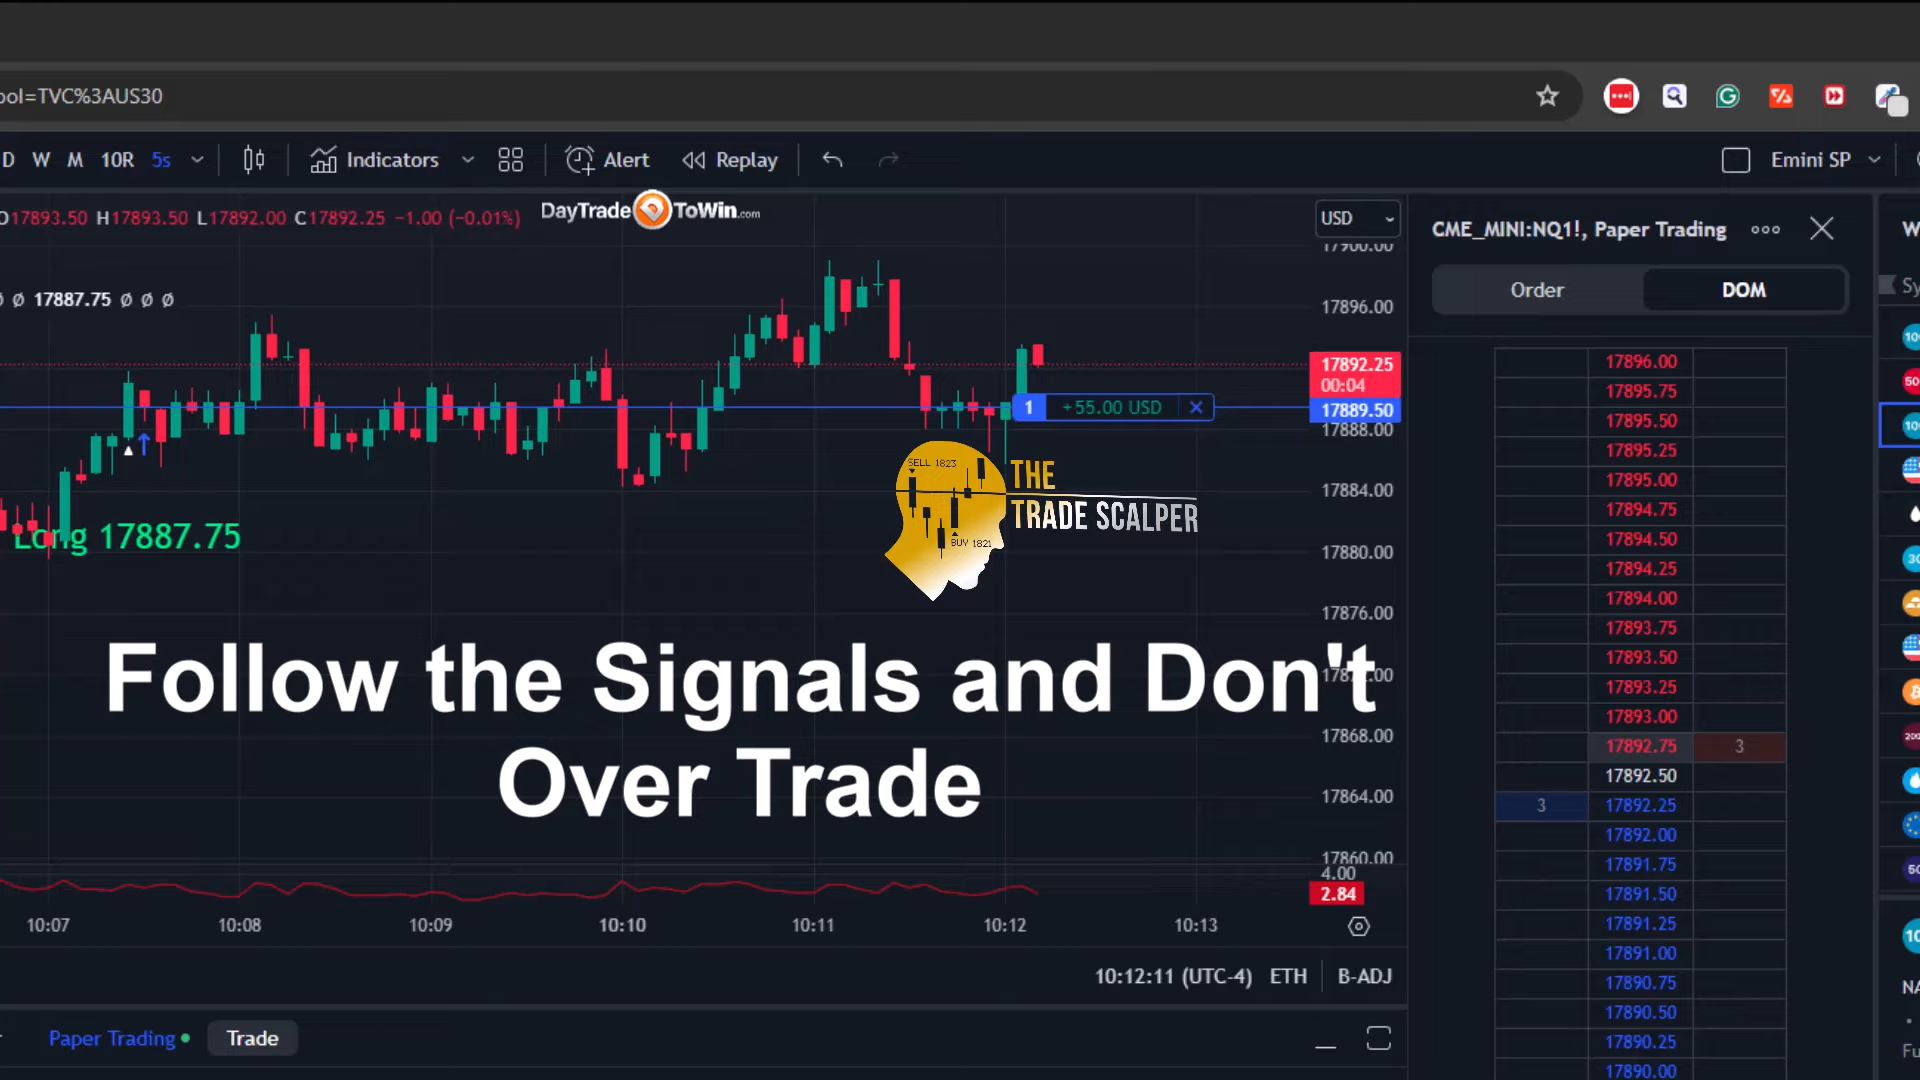 ool=TVC%3AUS30
D W M 10R 5s Indicators Alert Replay Emini SP
O17893.50 H17893.50 L17892.00 C17892.25 −1.00 (−0.01%)
DayTradeToWin.com
USD
CME_MINI:NQ1!, Paper Trading
Ø Ø 17887.75 Ø Ø Ø
Order DOM
17900.00
17896.00
17892.25
00:04
17889.50
17888.00
17884.00
17880.00
17876.00
17868.00
17864.00
17860.00
4.00
2.84
1 +55.00 USD
SELL 1823
BUY 1821
THE
TRADE SCALPER
Long 17887.75
Follow the Signals and Don't
Over Trade
10:07 10:08 10:09 10:10 10:11 10:12 10:13
10:12:11 (UTC-4) ETH B-ADJ
Paper Trading Trade
17896.00
17895.75
17895.50
17895.25
17895.00
17894.75
17894.50
17894.25
17894.00
17893.75
17893.50
17893.25
17893.00
17892.75 3
17892.50
3 17892.25
17892.00
17891.75
17891.50
17891.25
17891.00
17890.75
17890.50
17890.25
17890.00